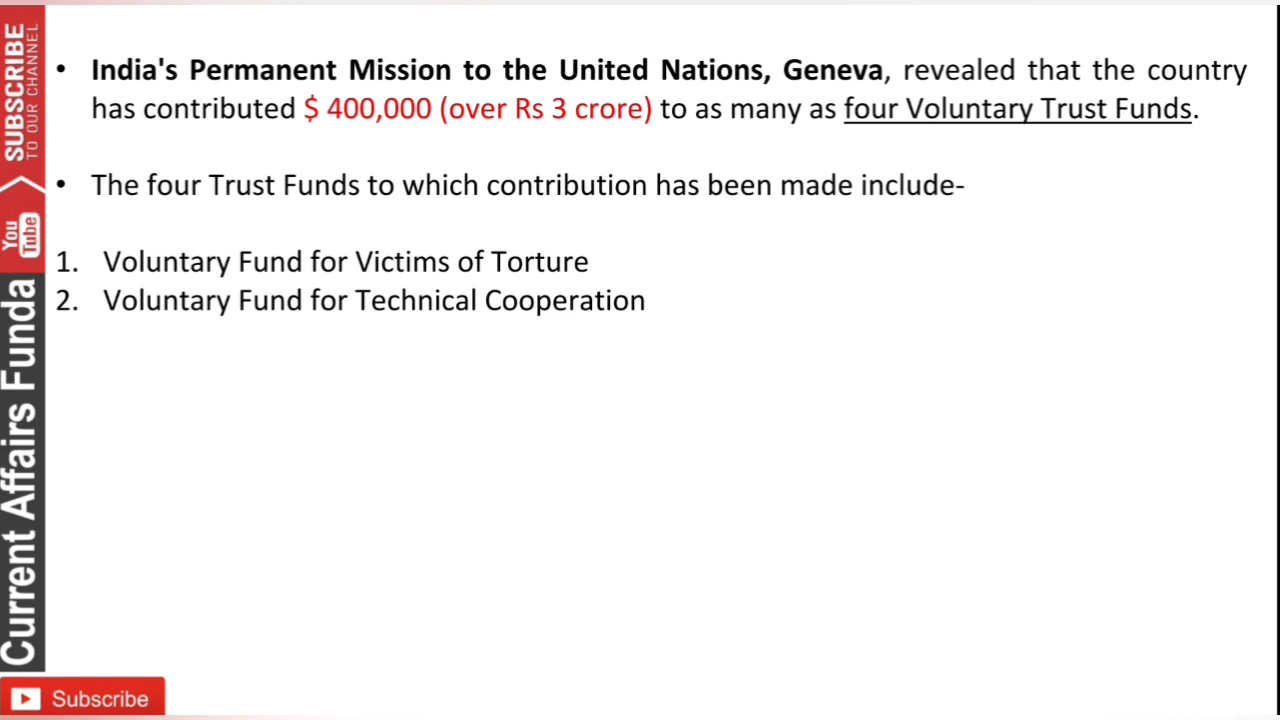 • India's Permanent Mission to the United Nations, Geneva, revealed that the country
has contributed $ 400,000 (over Rs 3 crore) to as many as four Voluntary Trust Funds.
• The four Trust Funds to which contribution has been made include-
1. Voluntary Fund for Victims of Torture
2. Voluntary Fund for Technical Cooperation
SUBSCRIBE
TO OUR CHANNEL
You
Tube
Current Affairs Funda
Subscribe